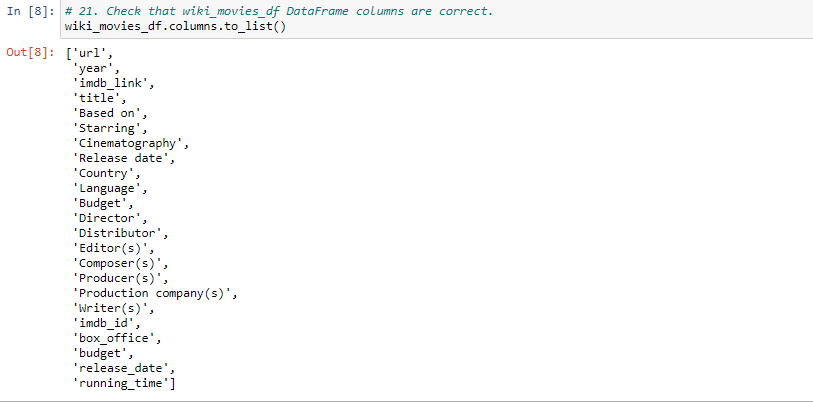 In [8]: # 21. Check that wiki_movies_df DataFrame columns are correct.
wiki_movies_df.columns.to_list()
Out[8]: ['url',
'year',
'imdb_link',
'title',
'Based on',
'Starring',
'Cinematography',
'Release date',
'Country',
'Language',
'Budget',
'Director',
'Distributor',
'Editor(s)',
'Composer(s)',
'Producer(s)',
'Production company(s)',
'Writer(s)',
'imdb_id',
'box_office',
'budget',
'release_date',
'running_time']